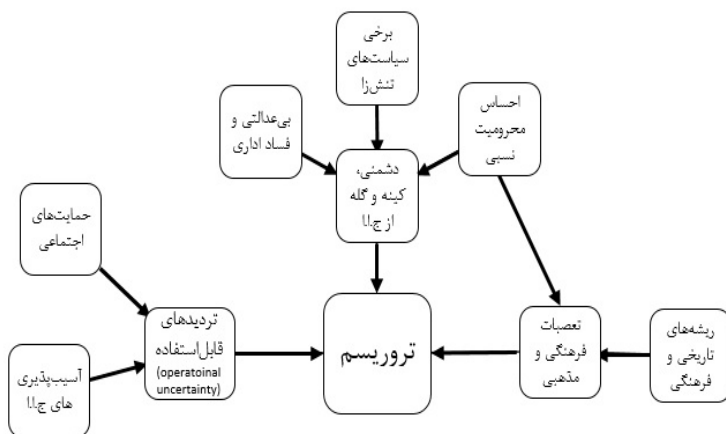 برخی
سیاست‌های
تنش‌زا
احساس
محرومیت
نسبی
بی‌عدالتی و
فساد اداری
دشمنی،
کینه و گله
از ج.ا.ا
حمایت‌های
اجتماعی
تردیدهای
قابل‌استفاده
(operatoinal
uncertainty)
تروریسم
تعصبات
فرهنگی و
مذهبی
ریشه‌های
تاریخی و
فرهنگی
آسیب‌پذیری
های ج.ا.ا